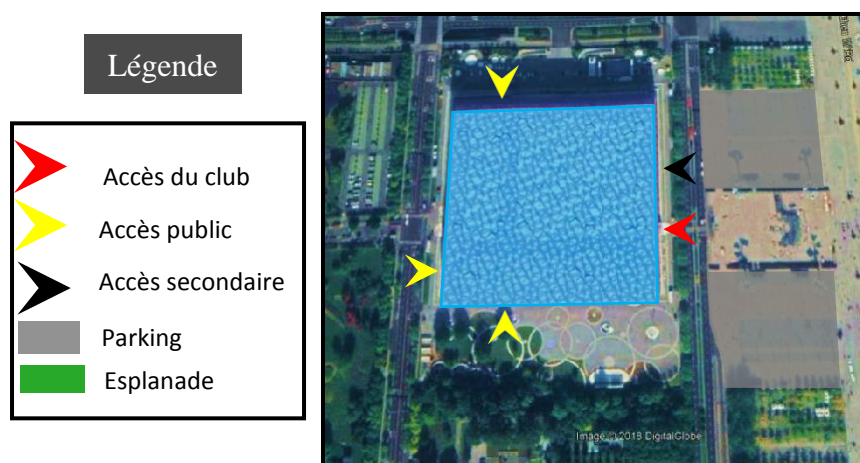 Légende
Accès du club
Accès public
Accès secondaire
Parking
Esplanade
Image © 2018 DigitalGlobe